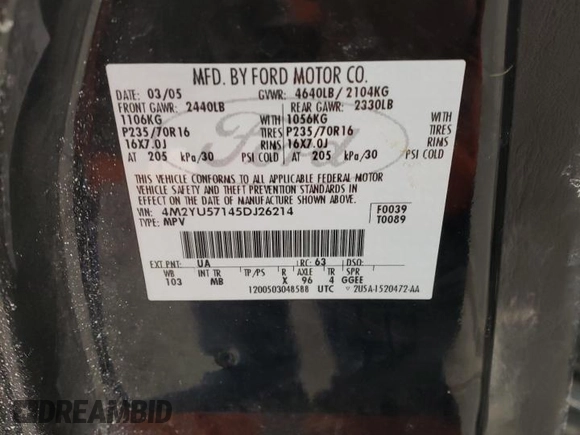 MFD. BY FORD MOTOR CO.
DATE: 03/05 GVWR: 4640LB/ 2104KG
FRONT GAWR: 2440LB REAR GAWR: 2330LB
1106KG WITH 1056KG WITH
P235/70R16 TIRES P235/70R16 TIRES
16X7.0J RIMS 16X7.0J RIMS
AT 205 kPa/30 PSI COLD AT 205 kPa/30 PSI COLD
THIS VEHICLE CONFORMS TO ALL APPLICABLE FEDERAL MOTOR
VEHICLE SAFETY AND THEFT PREVENTION STANDARDS IN
EFFECT ON THE DATE OF MANUFACTURE SHOWN ABOVE.
VIN: 4M2YU57145DJ26214 F0039
TYPE: MPV T0089
Ford
EXT PNT: UA RC: 63 DSO:
WB INT TR TP/PS R AXLE TR
103 MB X 96 4 GGEE
1200503048588 UTC 2U5A-1520472-AA
DREAMBID